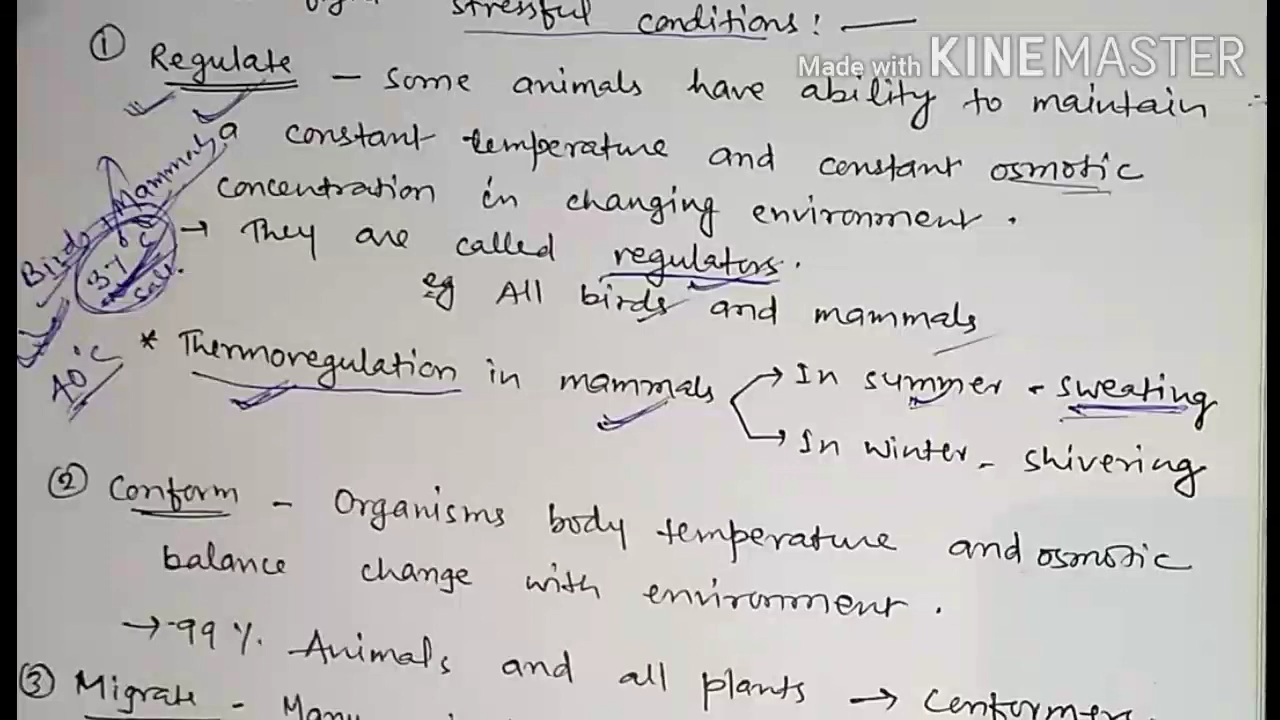 stressful conditions : —
Made with KINEMASTER
① Regulate – Some animals have ability to maintain
a constant temperature and constant osmotic
concentration in changing environment.
Birds + Mammals
→ They are called regulators.
37°C
eg All birds and mammals
40°C
* Thermoregulation in mammals → In summer - sweating
→ In winter - shivering
② Conform – Organisms body temperature and osmotic
balance change with environment.
→ 99% Animals and all plants →
③ Migrate - Many